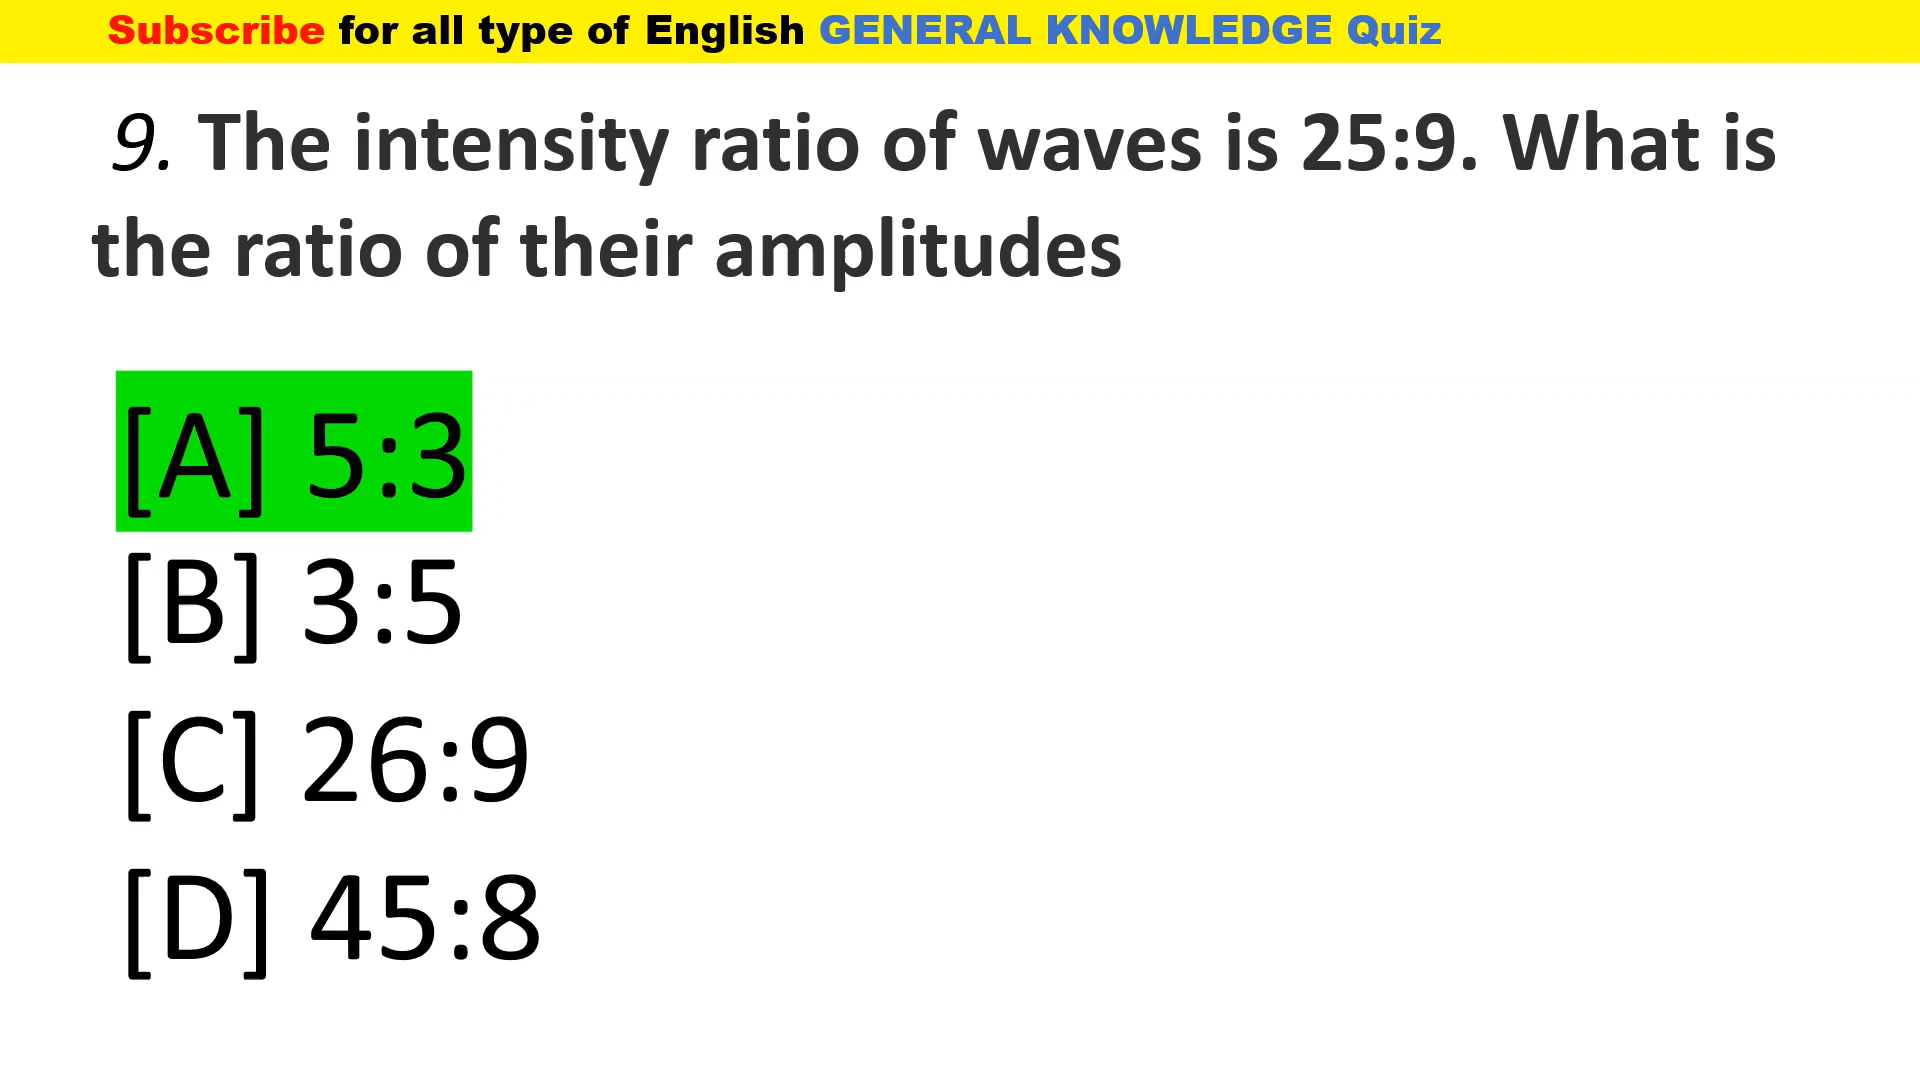 Subscribe for all type of English GENERAL KNOWLEDGE Quiz
9. The intensity ratio of waves is 25:9. What is
the ratio of their amplitudes
[A] 5:3
[B] 3:5
[C] 26:9
[D] 45:8